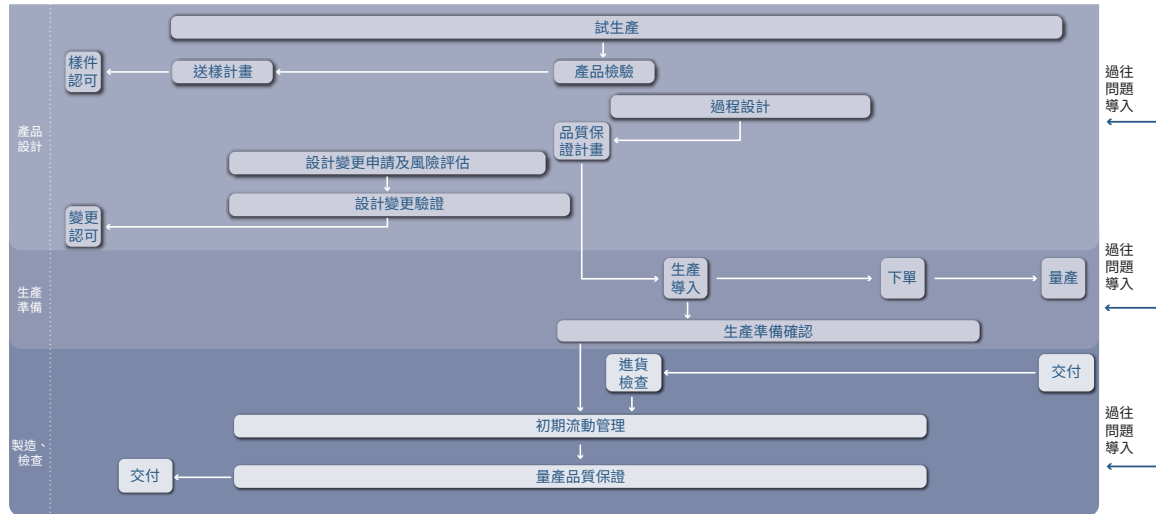 試生產
樣件
認可
送樣計畫
產品檢驗
過往
問題
導入
過程設計
產品
設計
品質保
證計畫
設計變更申請及風險評估
設計變更驗證
變更
認可
過往
問題
導入
生產
準備
生產
導入
下單
量產
生產準備確認
進貨
檢查
交付
初期流動管理
過往
問題
導入
製造、
檢查
交付
量產品質保證